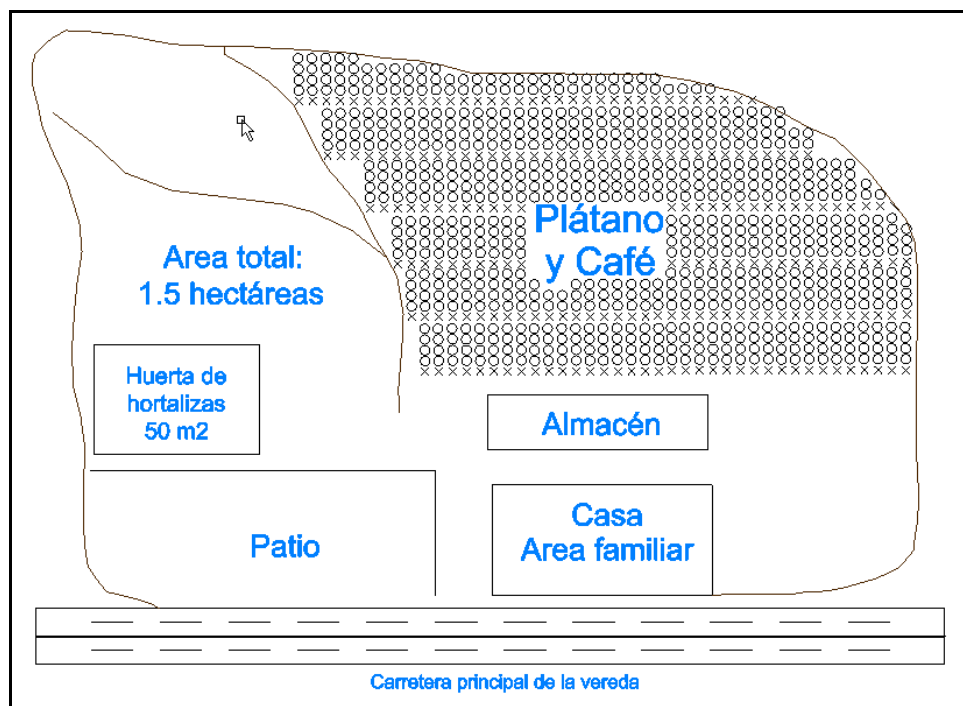 Plátano
y Café
Area total:
1.5 hectáreas
Huerta de
hortalizas
50 m2
Almacén
Patio
Casa
Area familiar
Carretera principal de la vereda